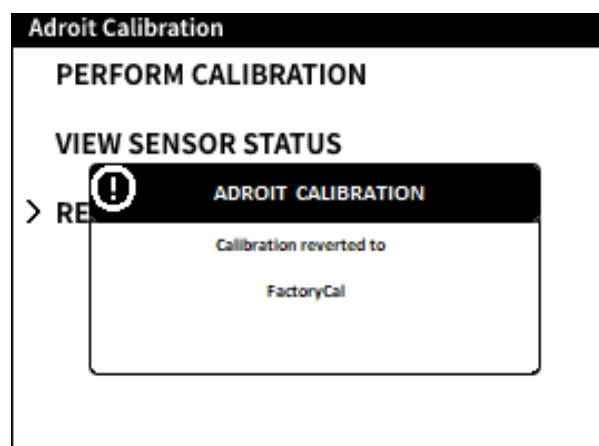 Adroit Calibration
PERFORM CALIBRATION
VIEW SENSOR STATUS
> RE
ADROIT CALIBRATION
Calibration reverted to
FactoryCal